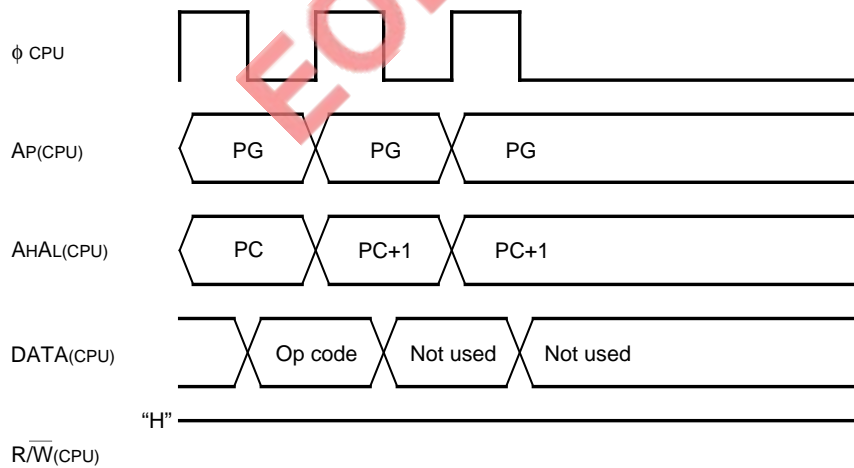 ϕ CPU
AP(CPU) PG PG PG
AHAL(CPU) PC PC+1 PC+1
DATA(CPU) Op code Not used Not used
“H”
R/W̅(CPU)